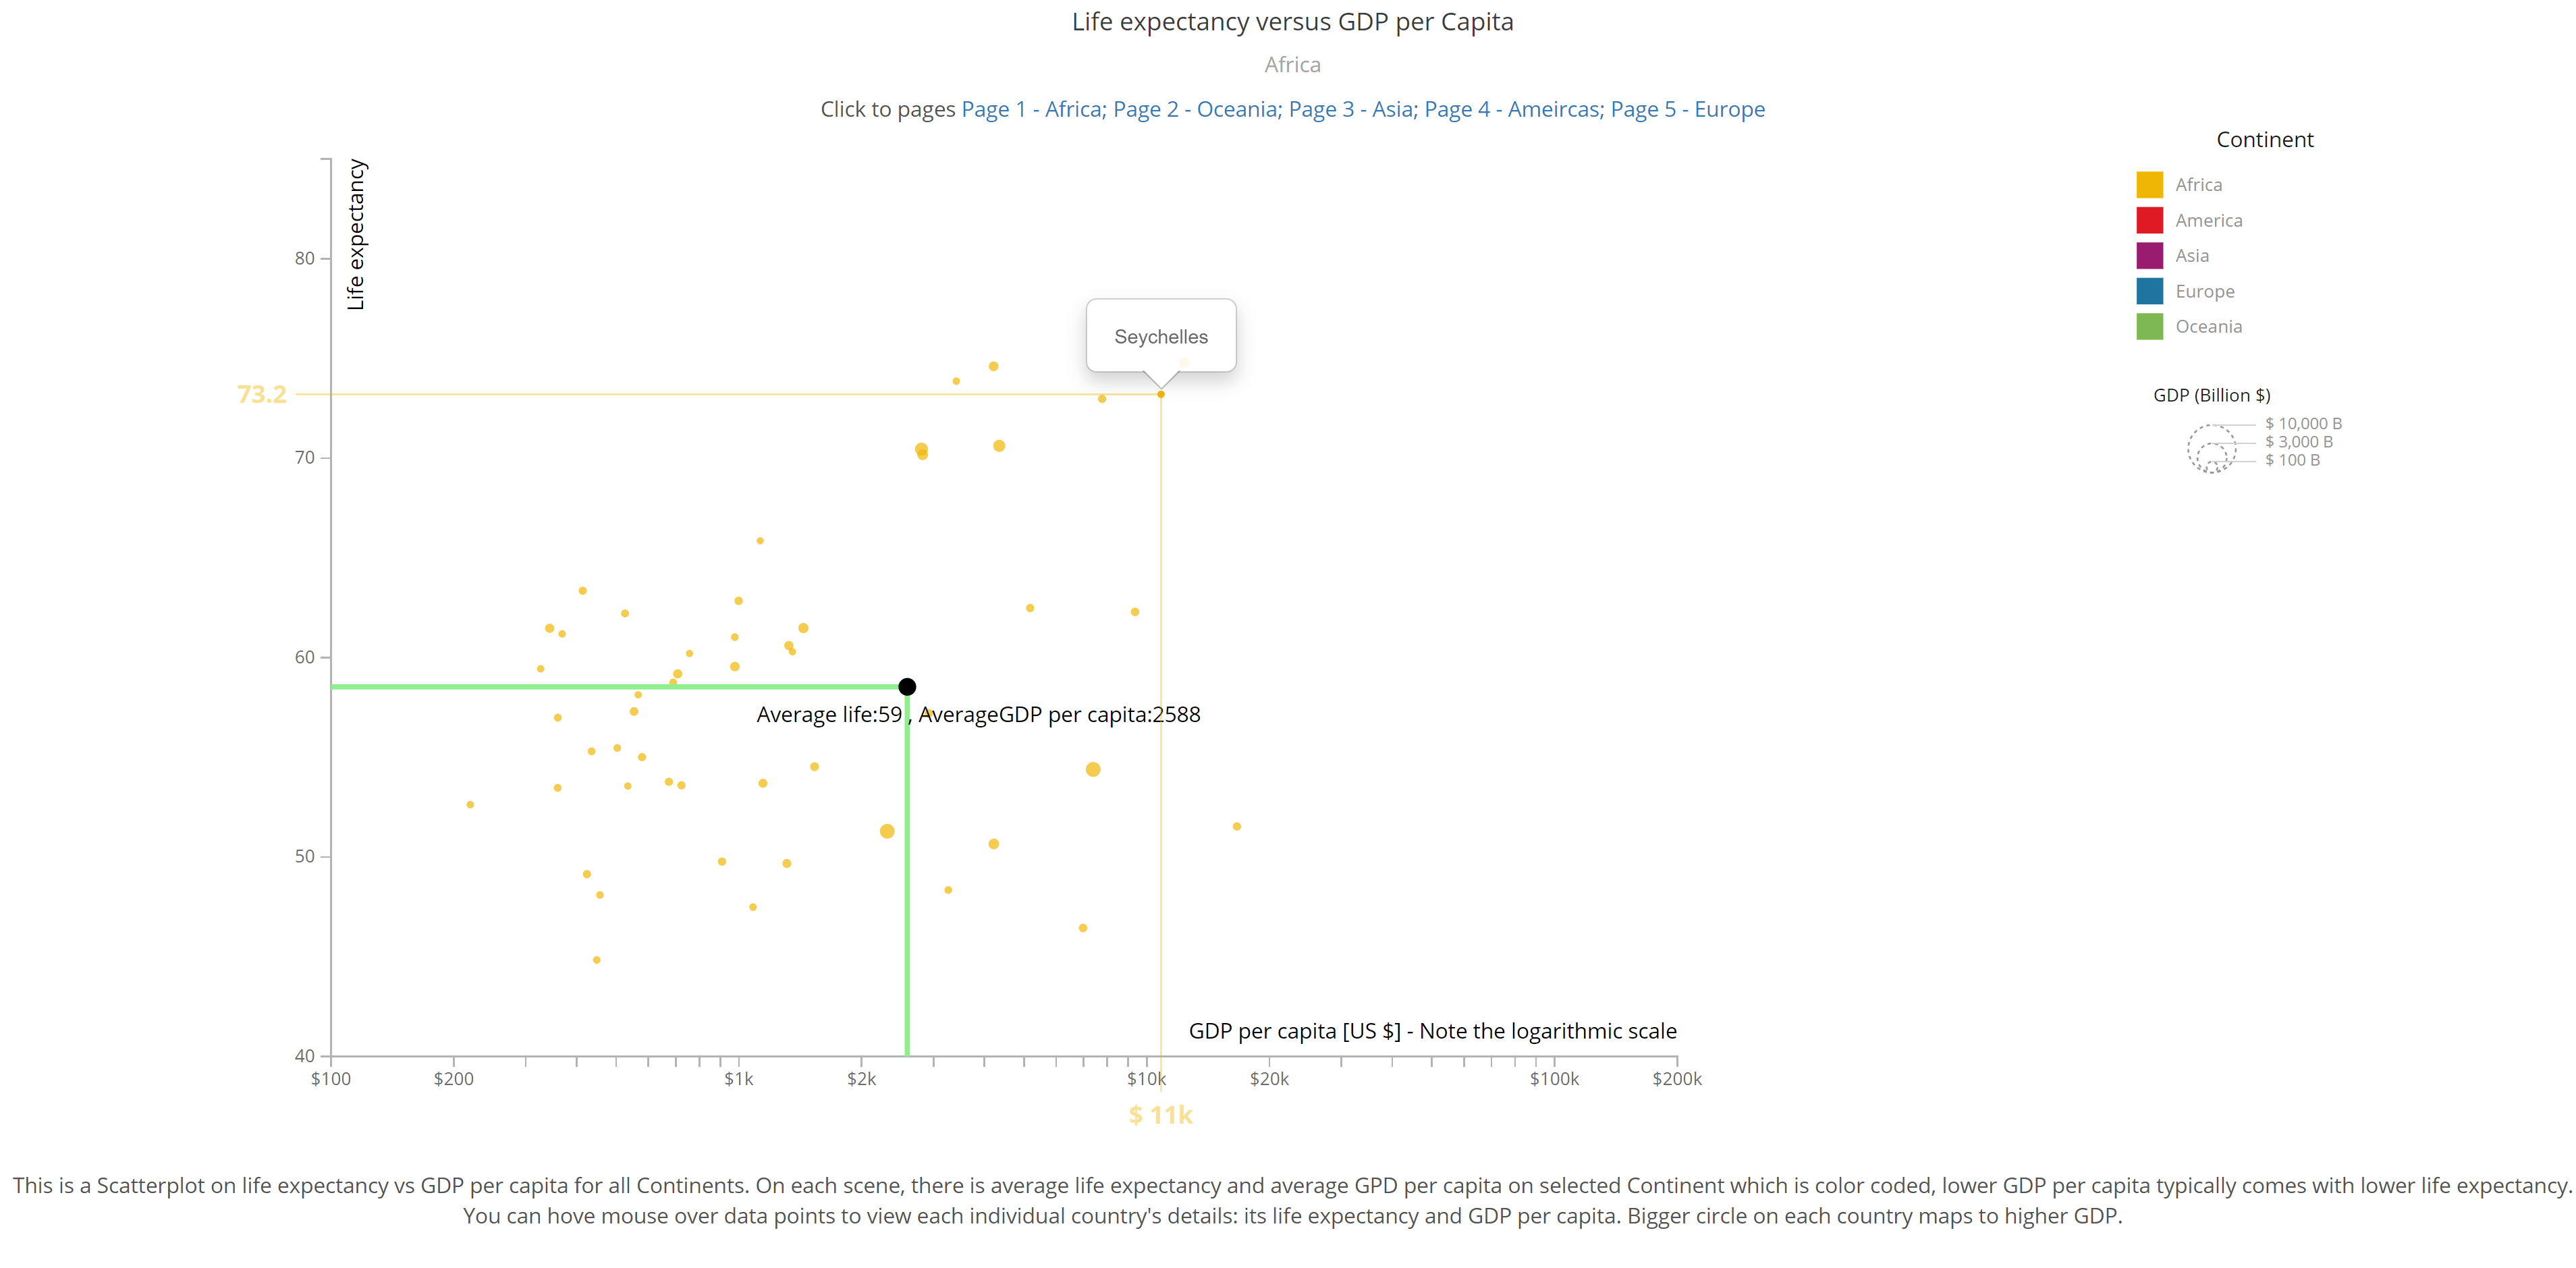 Life expectancy versus GDP per Capita
Africa
Click to pages Page 1 - Africa; Page 2 - Oceania; Page 3 - Asia; Page 4 - Ameircas; Page 5 - Europe
Continent
Africa
America
Asia
Europe
Oceania
GDP (Billion $)
$ 10,000 B
$ 3,000 B
$ 100 B
Life expectancy
80
70
60
50
40
73.2
Seychelles
Average life:59 , AverageGDP per capita:2588
GDP per capita [US $] - Note the logarithmic scale
$100 $200 $1k $2k $10k $20k $100k $200k
$ 11k
This is a Scatterplot on life expectancy vs GDP per capita for all Continents. On each scene, there is average life expectancy and average GPD per capita on selected Continent which is color coded, lower GDP per capita typically comes with lower life expectancy.
You can hove mouse over data points to view each individual country's details: its life expectancy and GDP per capita. Bigger circle on each country maps to higher GDP.